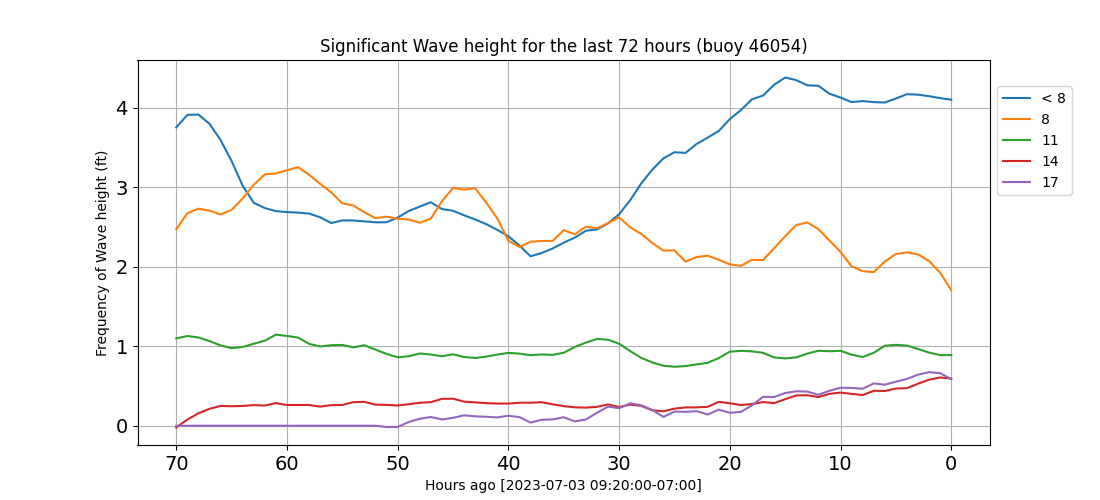 Significant Wave height for the last 72 hours (buoy 46054)
Frequency of Wave height (ft)
4
3
2
1
0
70 60 50 40 30 20 10 0
Hours ago [2023-07-03 09:20:00-07:00]
< 8
8
11
14
17